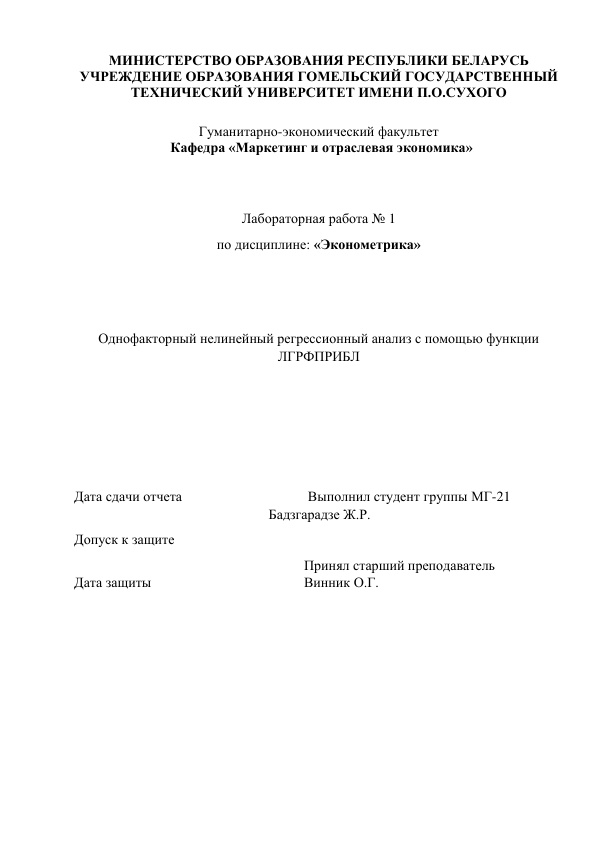 МИНИСТЕРСТВО ОБРАЗОВАНИЯ РЕСПУБЛИКИ БЕЛАРУСЬ
УЧРЕЖДЕНИЕ ОБРАЗОВАНИЯ ГОМЕЛЬСКИЙ ГОСУДАРСТВЕННЫЙ
ТЕХНИЧЕСКИЙ УНИВЕРСИТЕТ ИМЕНИ П.О.СУХОГО
Гуманитарно-экономический факультет
Кафедра «Маркетинг и отраслевая экономика»
Лабораторная работа № 1
по дисциплине: «Эконометрика»
Однофакторный нелинейный регрессионный анализ с помощью функции
ЛГРФПРИБЛ
Дата сдачи отчета Выполнил студент группы МГ-21
Бадзгарадзе Ж.Р.
Допуск к защите
Принял старший преподаватель
Дата защиты Винник О.Г.